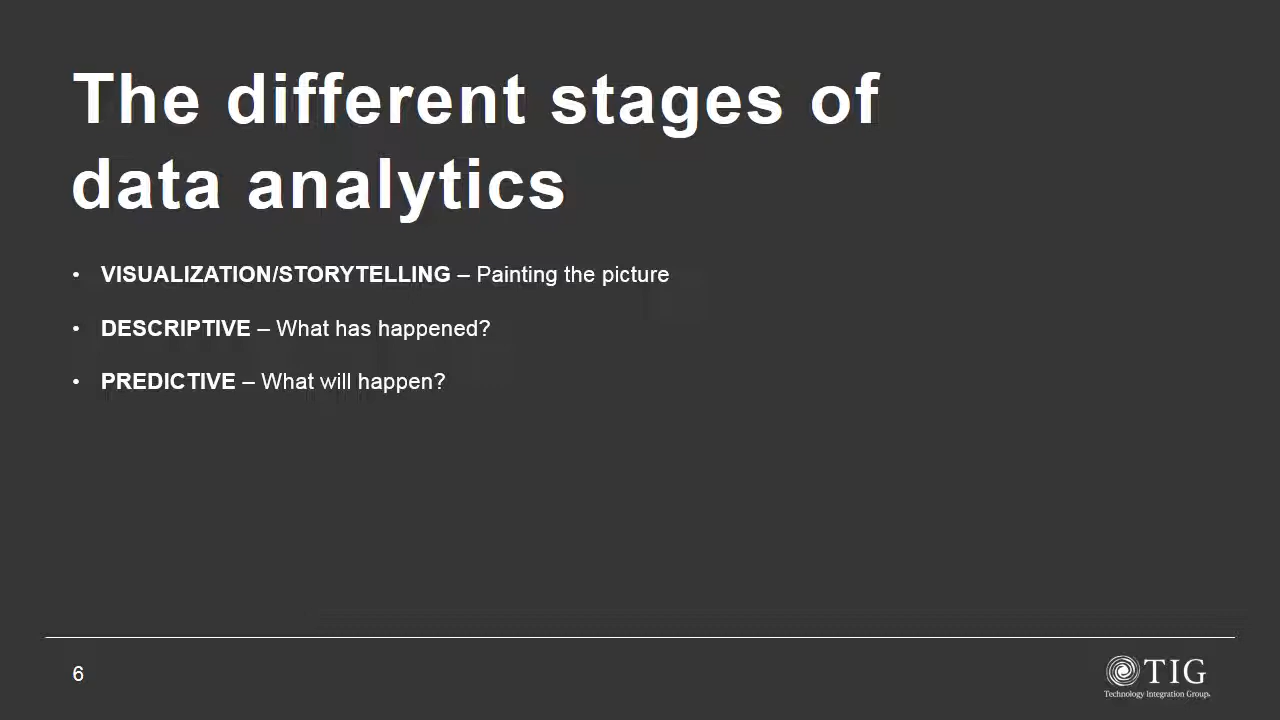 The different stages of
data analytics
• VISUALIZATION/STORYTELLING – Painting the picture
• DESCRIPTIVE – What has happened?
• PREDICTIVE – What will happen?
6
TIG
Technology Integration Group.